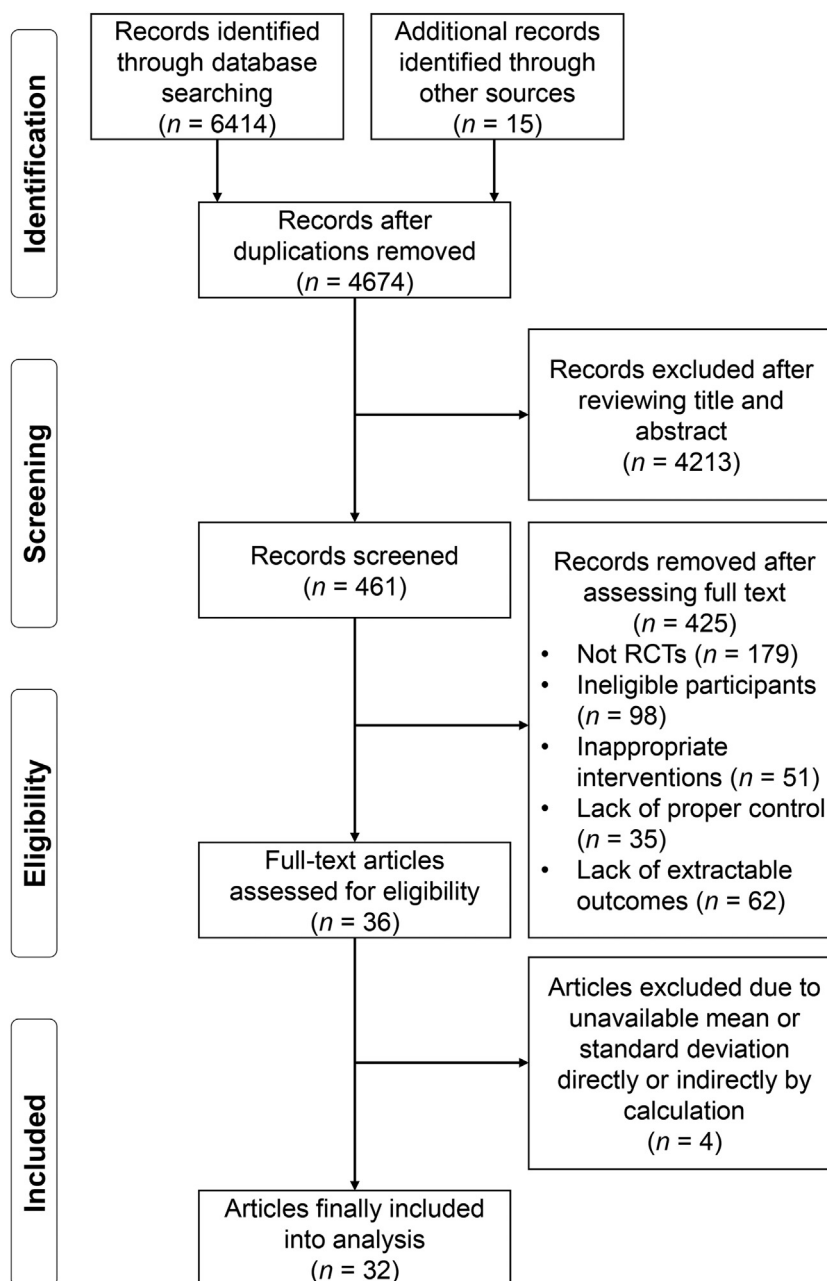 Identification
Records identified
through database
searching
(n = 6414)
Additional records
identified through
other sources
(n = 15)
Records after
duplications removed
(n = 4674)
Screening
Records excluded after
reviewing title and
abstract
(n = 4213)
Records screened
(n = 461)
Records removed after
assessing full text
(n = 425)
• Not RCTs (n = 179)
• Ineligible participants
(n = 98)
• Inappropriate
interventions (n = 51)
• Lack of proper control
(n = 35)
• Lack of extractable
outcomes (n = 62)
Eligibility
Full-text articles
assessed for eligibility
(n = 36)
Articles excluded due to
unavailable mean or
standard deviation
directly or indirectly by
calculation
(n = 4)
Included
Articles finally included
into analysis
(n = 32)